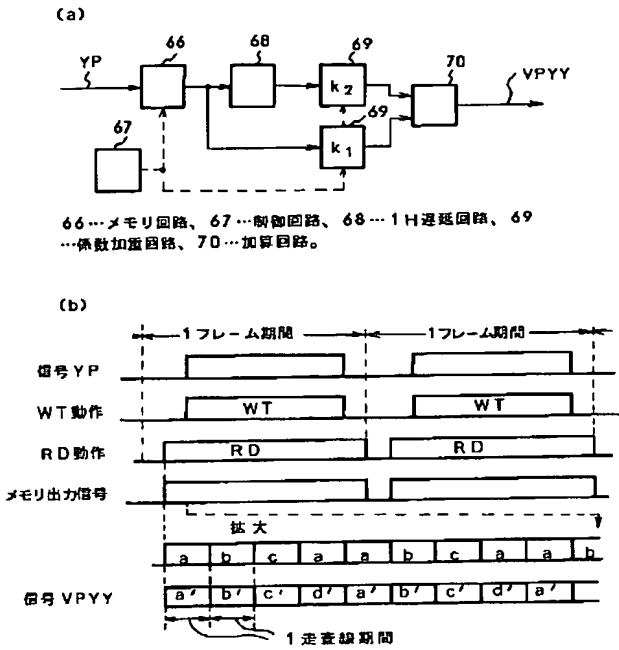 (a)
YP
66
68
69
70
VPYY
k2
69
67
k1
66…メモリ回路、67…制御回路、68…1H遅延回路、69
…係数加重回路、70…加算回路。
(b)
1フレーム期間 1フレーム期間
信号YP
WT動作 WT WT
RD動作 RD RD
メモリ出力信号
拡大
a b c a a b c a a b
信号VPYY a' b' c' d' a' b' c' d' a'
1走査線期間